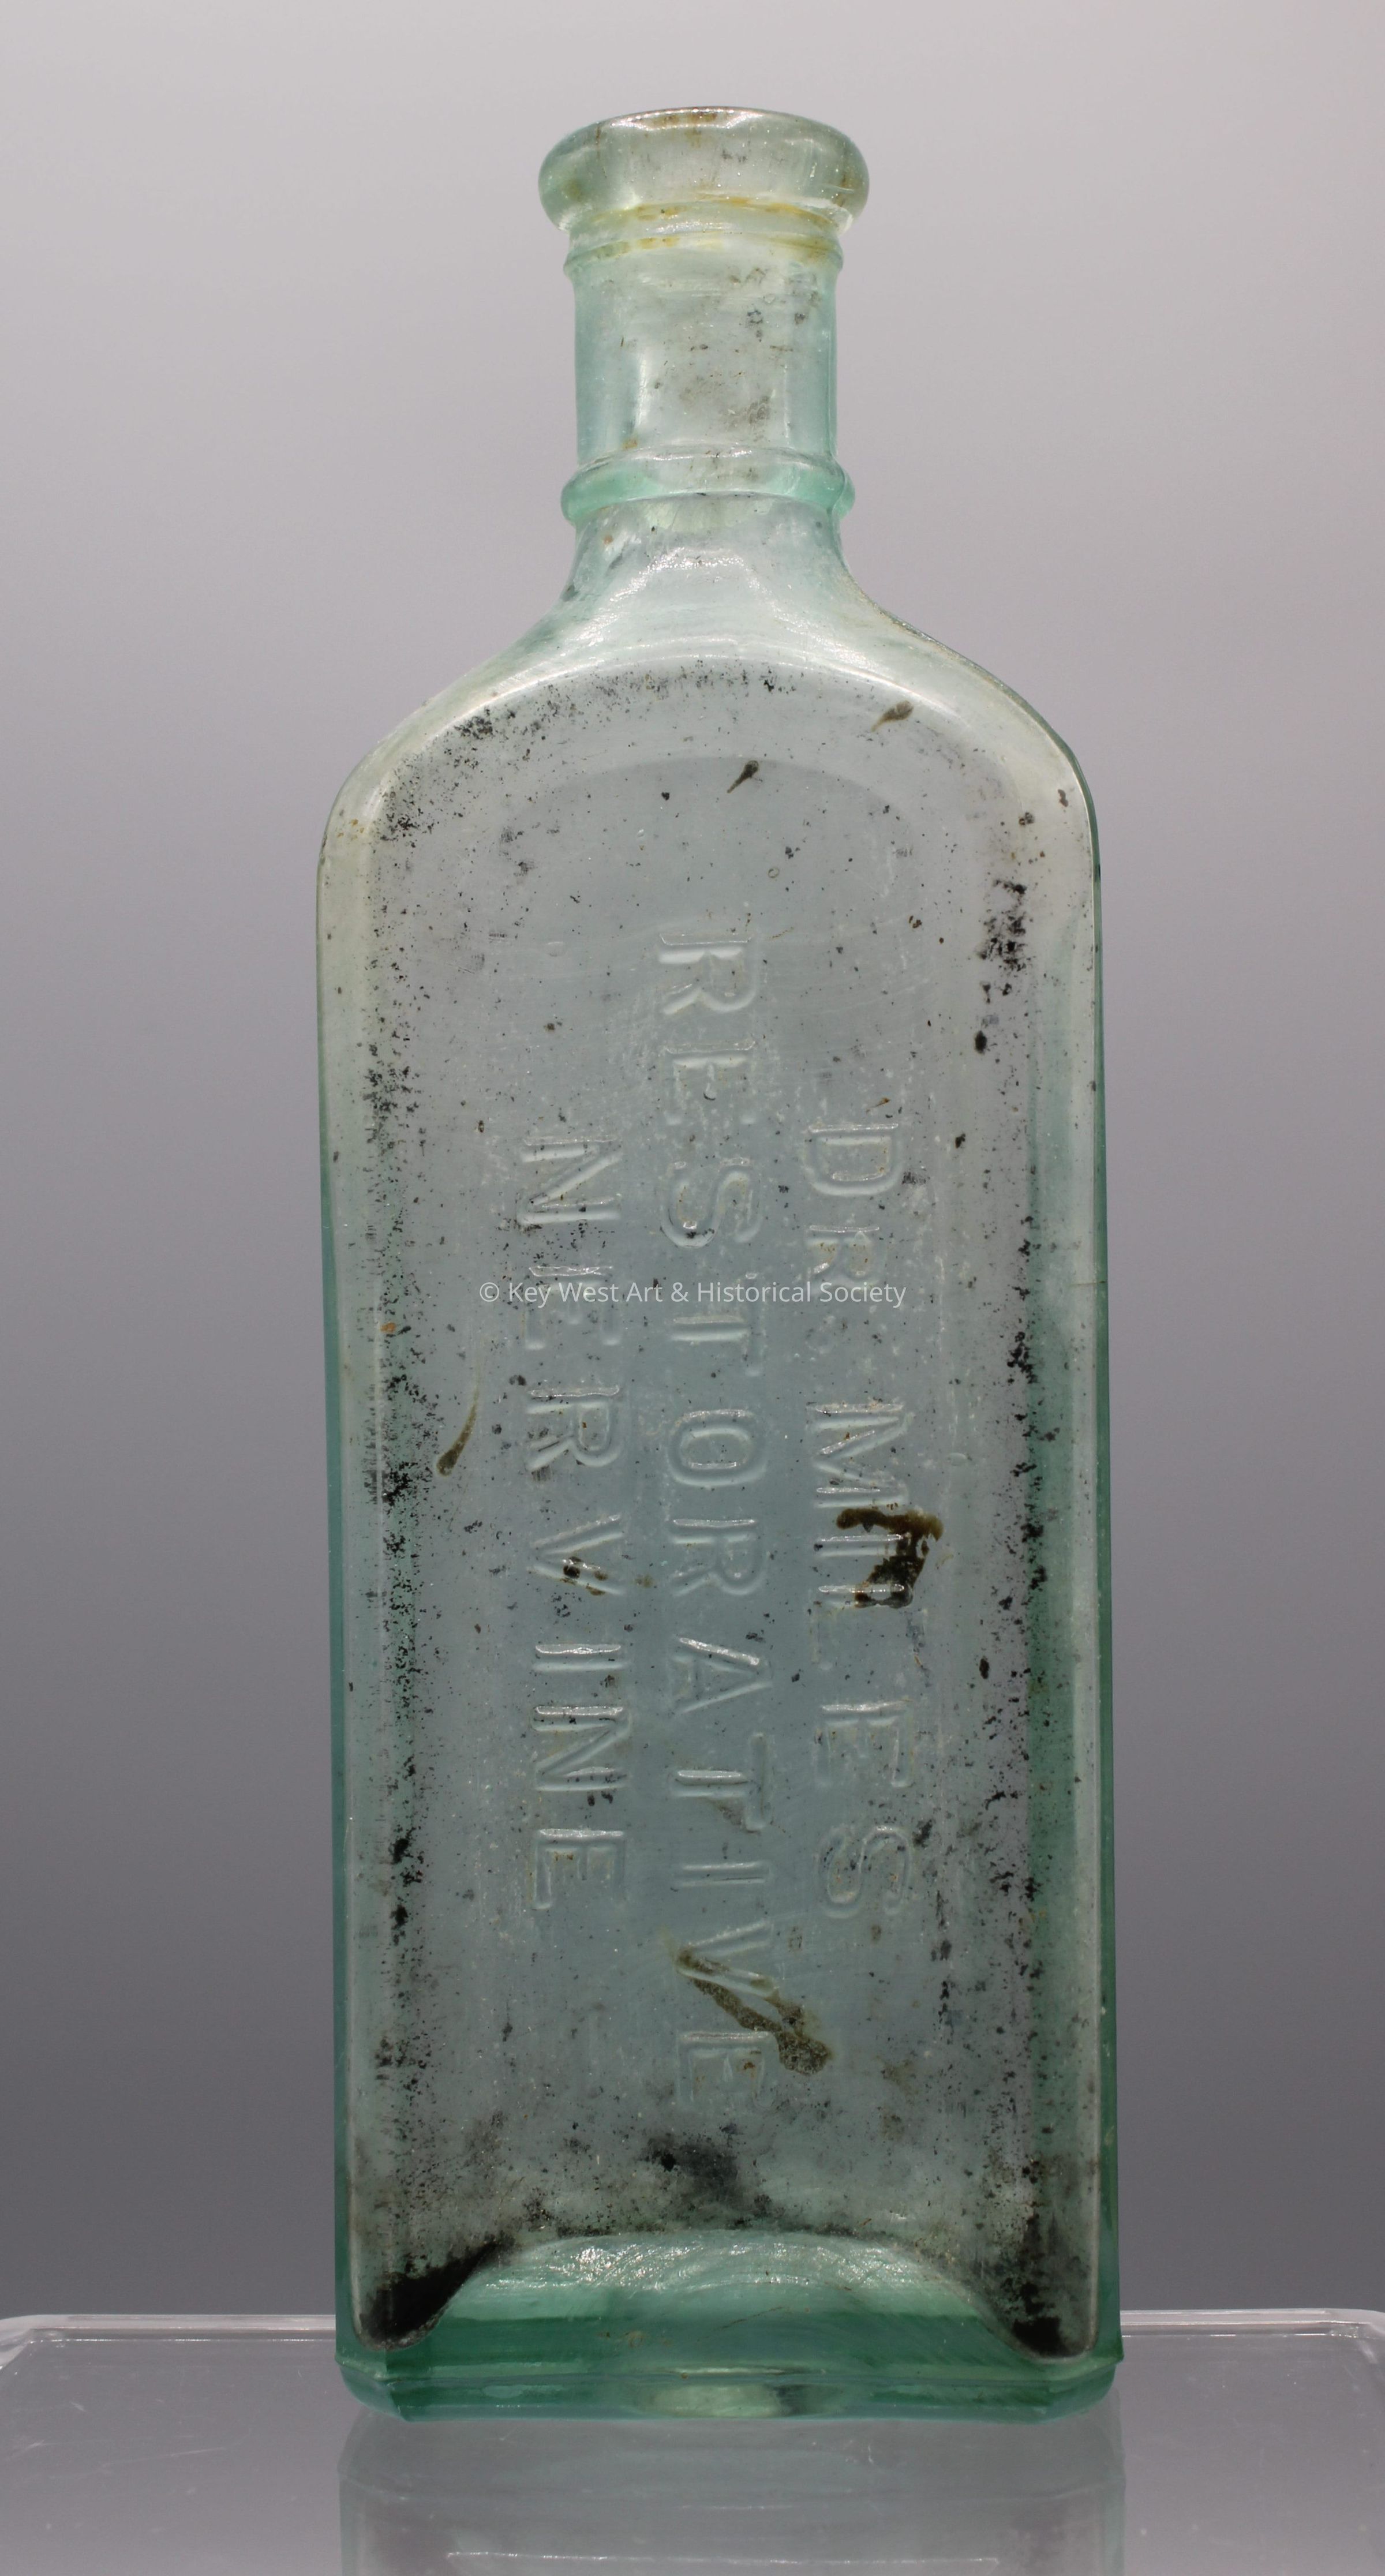 DR. MILES
RESTORATIVE
NERVINE
© Key West Art & Historical Society